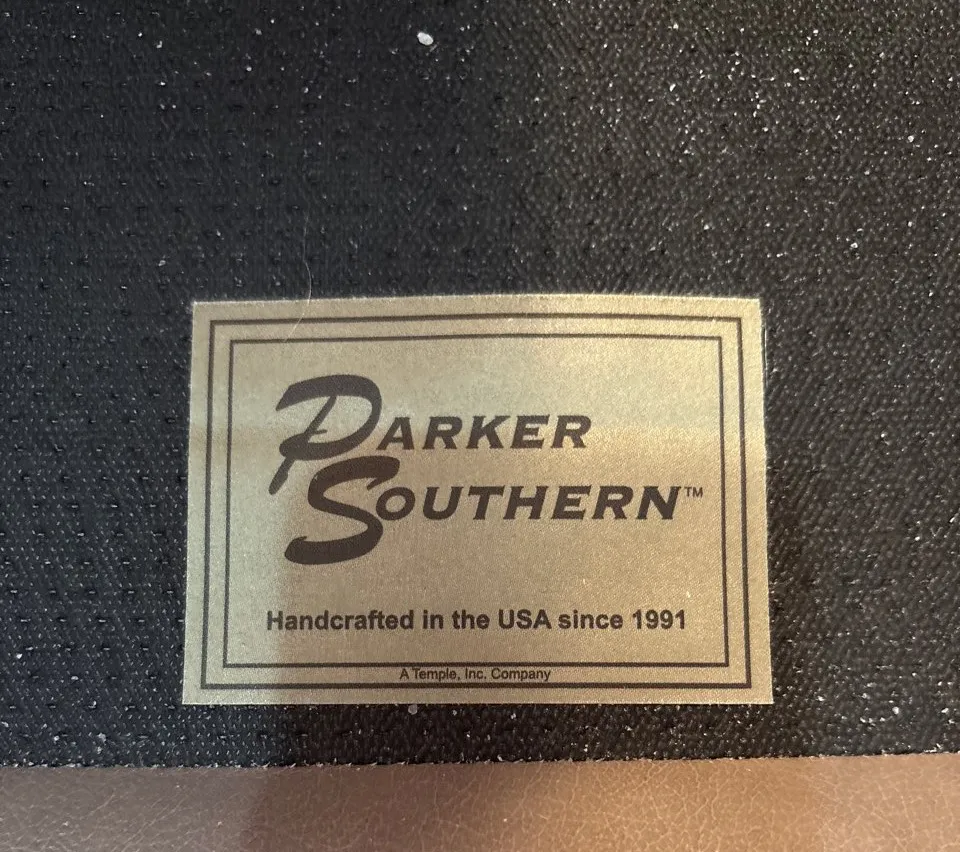 PARKER
SOUTHERN™
Handcrafted in the USA since 1991
A Temple, Inc. Company